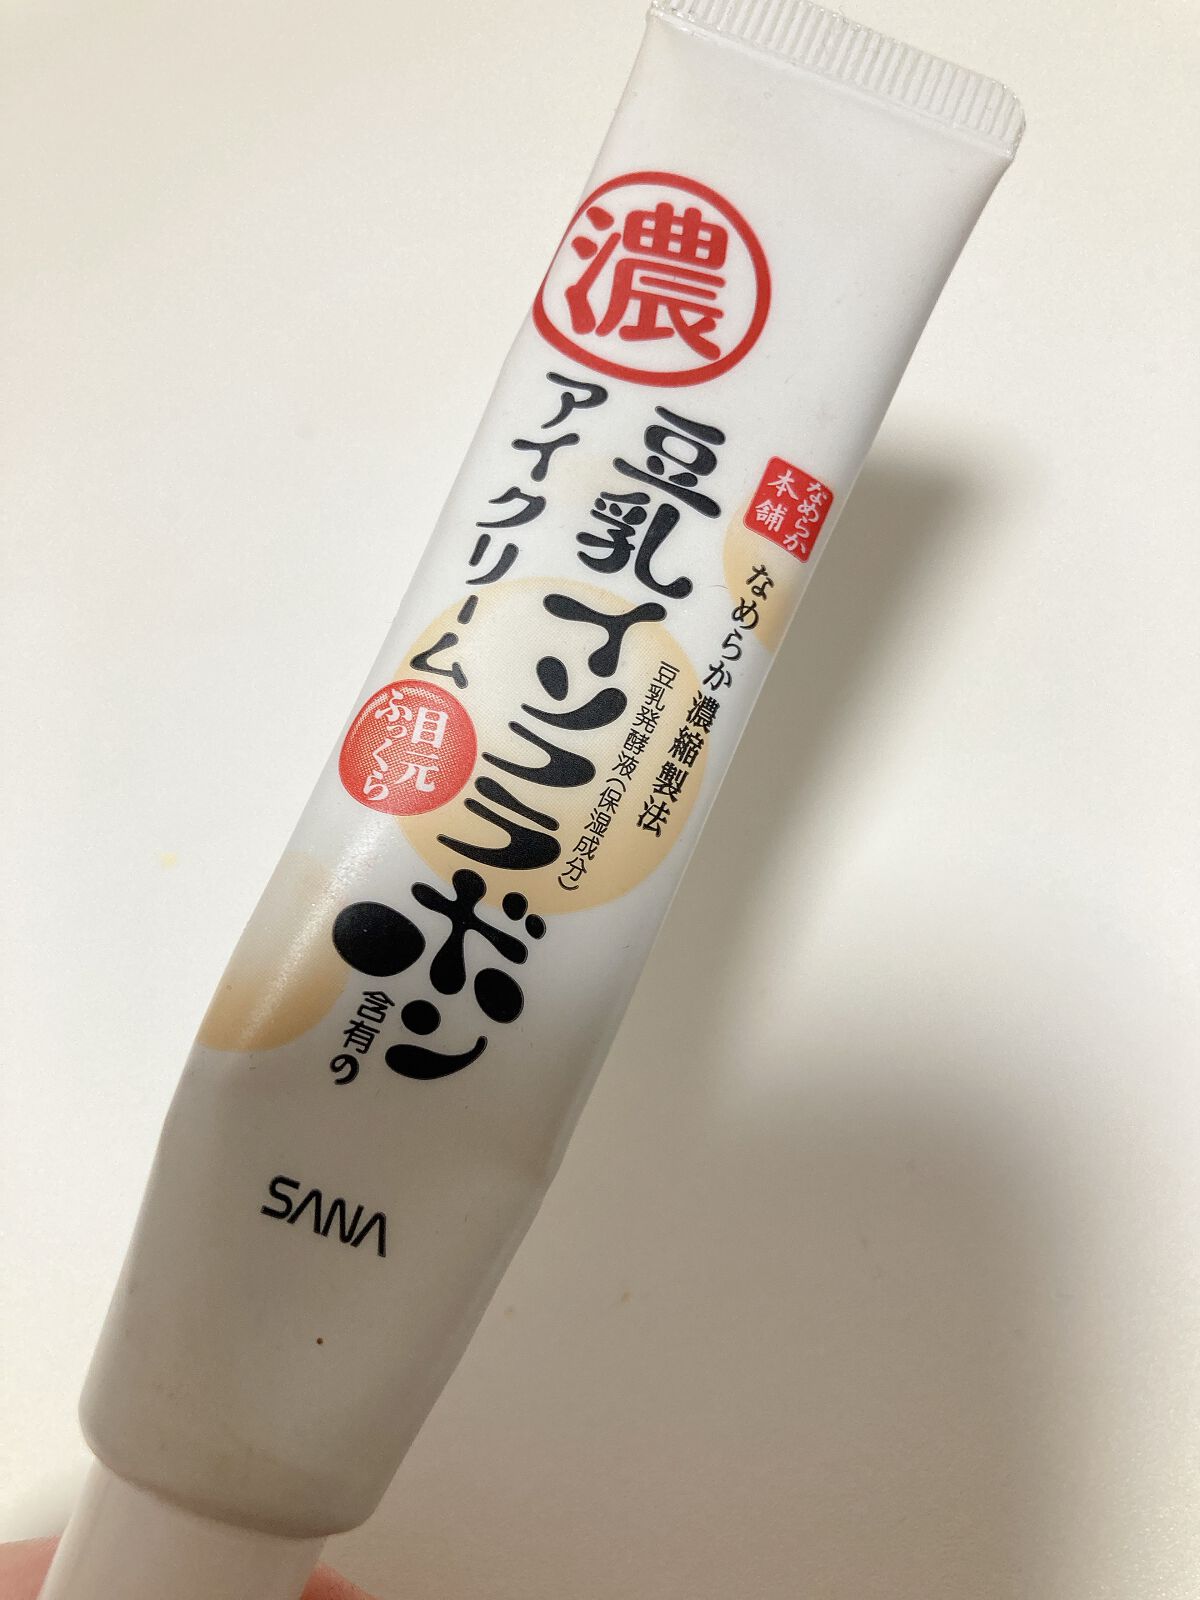 濃
なめらか
本舗
なめらか濃縮製法
豆乳発酵液(保湿成分)
豆乳イソフラボン
含有の
アイクリーム
目元
ふっくら
SANA